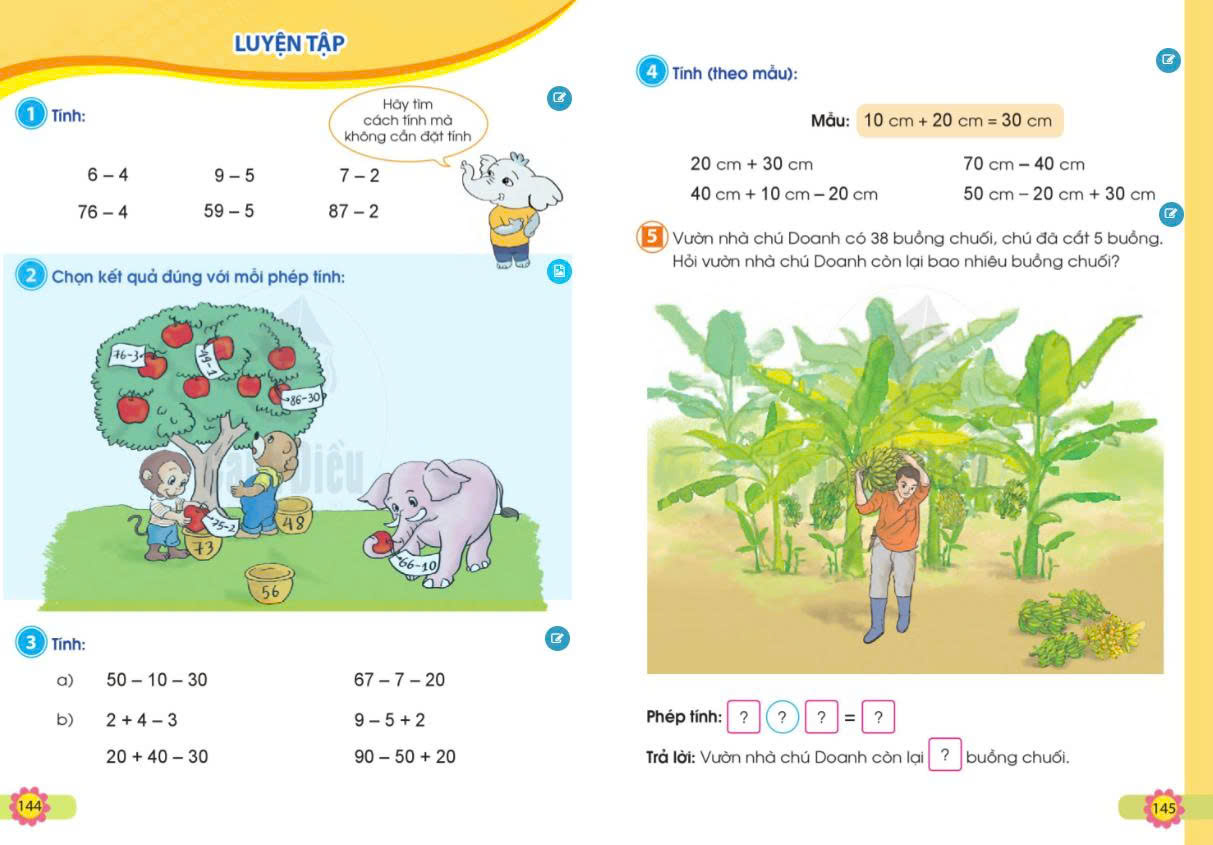 LUYỆN TẬP
1 Tính:
Hãy tìm
cách tính mà
không cần đặt tính
6 – 4 9 – 5 7 – 2
76 – 4 59 – 5 87 – 2
2 Chọn kết quả đúng với mỗi phép tính:
76-3
49-1
86-30
75-2
48
73
66-10
56
Cánh Diều
3 Tính:
a) 50 – 10 – 30 67 – 7 – 20
b) 2 + 4 – 3 9 – 5 + 2
20 + 40 – 30 90 – 50 + 20
144
4 Tính (theo mẫu):
Mẫu: 10 cm + 20 cm = 30 cm
20 cm + 30 cm 70 cm – 40 cm
40 cm + 10 cm – 20 cm 50 cm – 20 cm + 30 cm
5 Vườn nhà chú Doanh có 38 buồng chuối, chú đã cắt 5 buồng.
Hỏi vườn nhà chú Doanh còn lại bao nhiêu buồng chuối?
Phép tính: ? ? ? = ?
Trả lời: Vườn nhà chú Doanh còn lại ? buồng chuối.
145